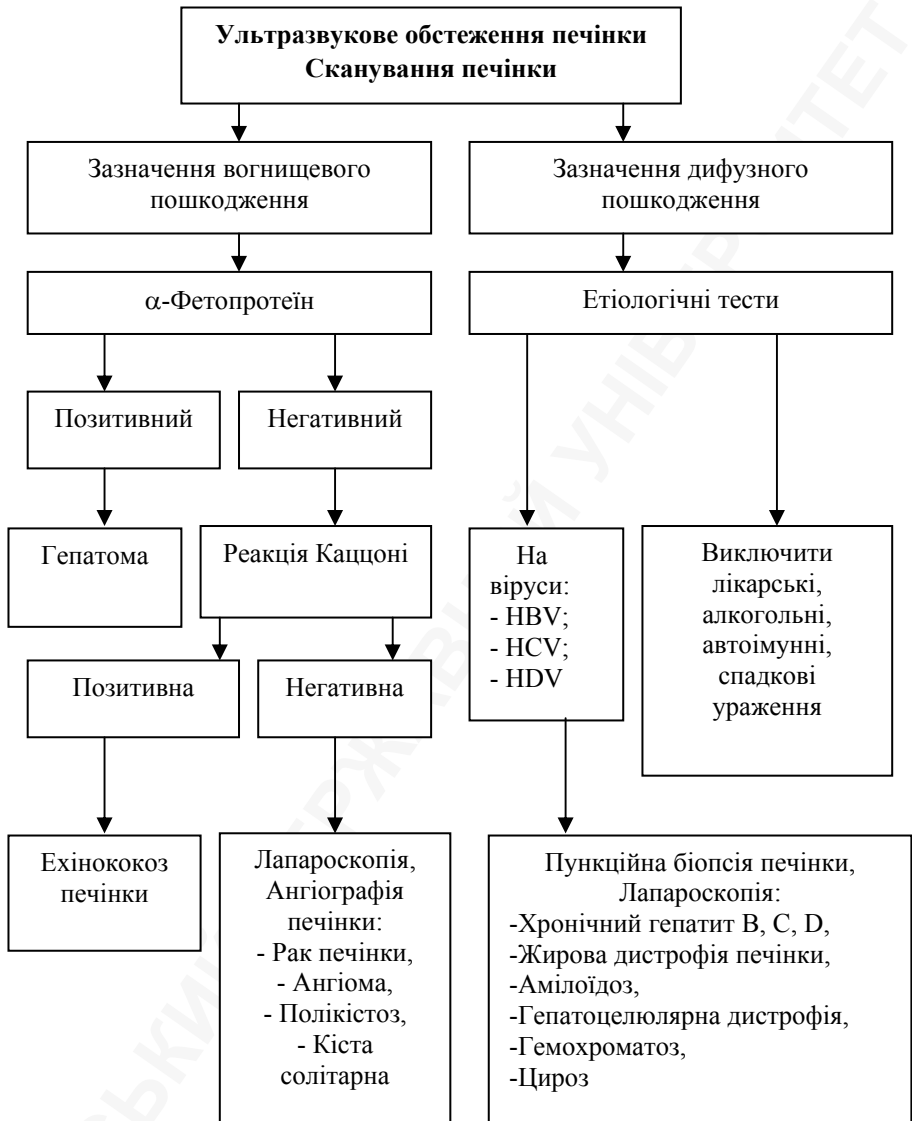 Ультразвукове обстеження печінки
Сканування печінки
Зазначення вогнищевого
пошкодження
Зазначення дифузного
пошкодження
α-Фетопротеїн
Етіологічні тести
Позитивний
Негативний
Гепатома
Реакція Каццоні
На
віруси:
- HBV;
- HCV;
- HDV
Виключити
лікарські,
алкогольні,
автоімунні,
спадкові
ураження
Позитивна
Негативна
Ехінококоз
печінки
Лапароскопія,
Ангіографія
печінки:
- Рак печінки,
- Ангіома,
- Полікістоз,
- Кіста
солітарна
Пункційна біопсія печінки,
Лапароскопія:
-Хронічний гепатит В, С, D,
-Жирова дистрофія печінки,
-Амілоїдоз,
-Гепатоцелюлярна дистрофія,
-Гемохроматоз,
-Цироз